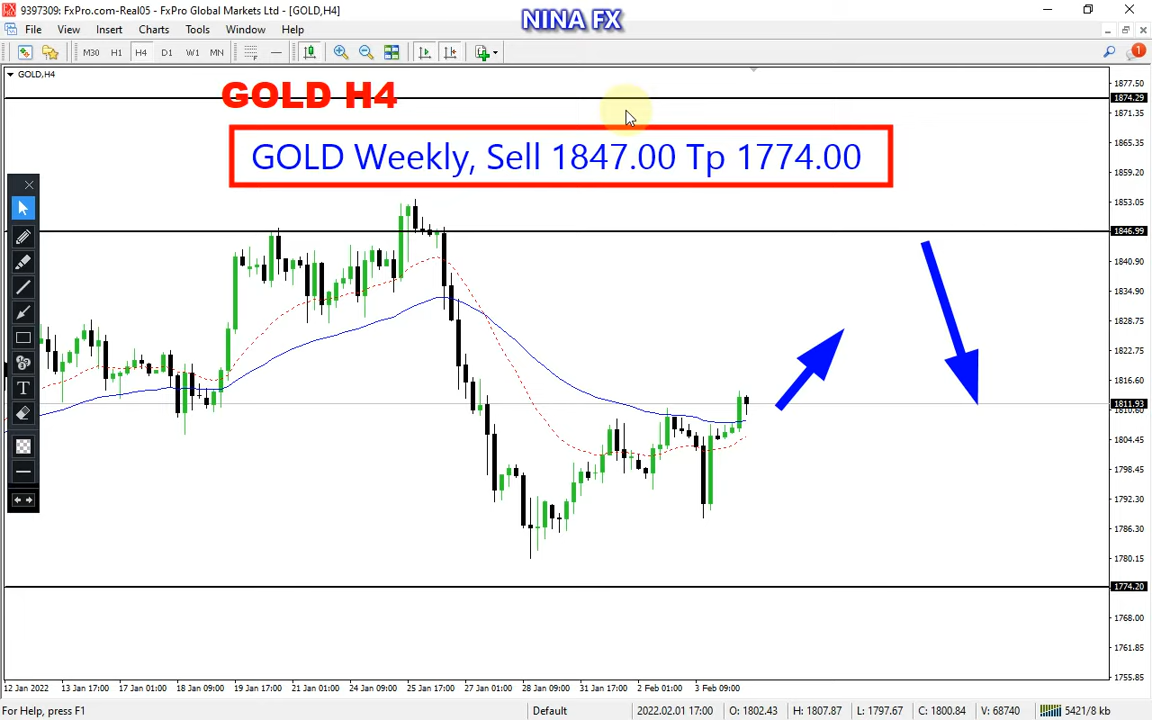 9397309: FxPro.com-Real05 - FxPro Global Markets Ltd - [GOLD,H4]
NINA FX
File View Insert Charts Tools Window Help
M30 H1 H4 D1 W1 MN
1
GOLD,H4
GOLD H4
GOLD Weekly, Sell 1847.00 Tp 1774.00
1877.50
1874.29
1871.35
1865.35
1859.20
1853.05
1846.99
1840.90
1834.90
1828.75
1822.75
1816.60
1811.93
1810.60
1804.45
1798.45
1792.30
1786.30
1780.15
1774.20
1768.00
1761.85
1755.85
T
12 Jan 2022 13 Jan 17:00 17 Jan 01:00 18 Jan 09:00 19 Jan 17:00 21 Jan 01:00 24 Jan 09:00 25 Jan 17:00 27 Jan 01:00 28 Jan 09:00 31 Jan 17:00 2 Feb 01:00 3 Feb 09:00
For Help, press F1 Default 2022.02.01 17:00 O: 1802.43 H: 1807.87 L: 1797.67 C: 1800.84 V: 68740 5421/8 kb